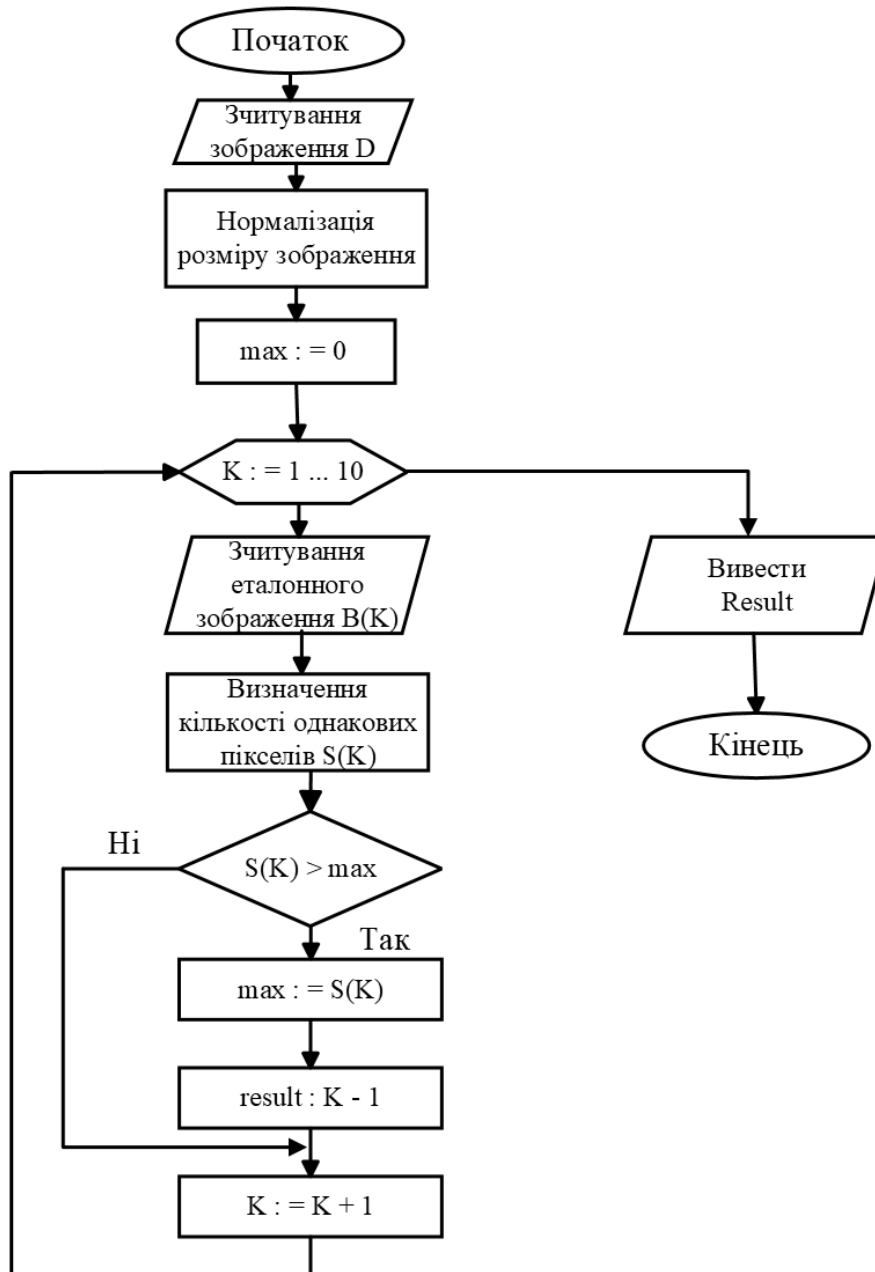 Початок
Зчитування
зображення D
Нормалізація
розміру зображення
max : = 0
K : = 1 ... 10
Зчитування
еталонного
зображення B(K)
Визначення
кількості однакових
пікселів S(K)
Ні
S(K) > max
Так
max : = S(K)
result : K - 1
K : = K + 1
Вивести
Result
Кінець